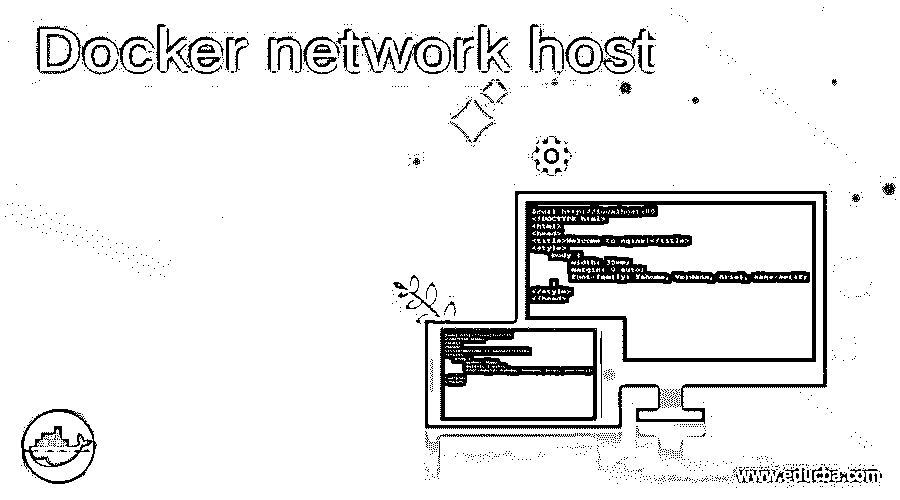 Docker network host
$curl http://localhost:80
<!DOCTYPE html>
<html>
<head>
<title>Welcome to nginx!</title>
<style>
body {
width: 35em;
margin: 0 auto;
font-family: Tahoma, Verdana, Arial, sans-serif;
}
</style>
</head>
www.educba.com